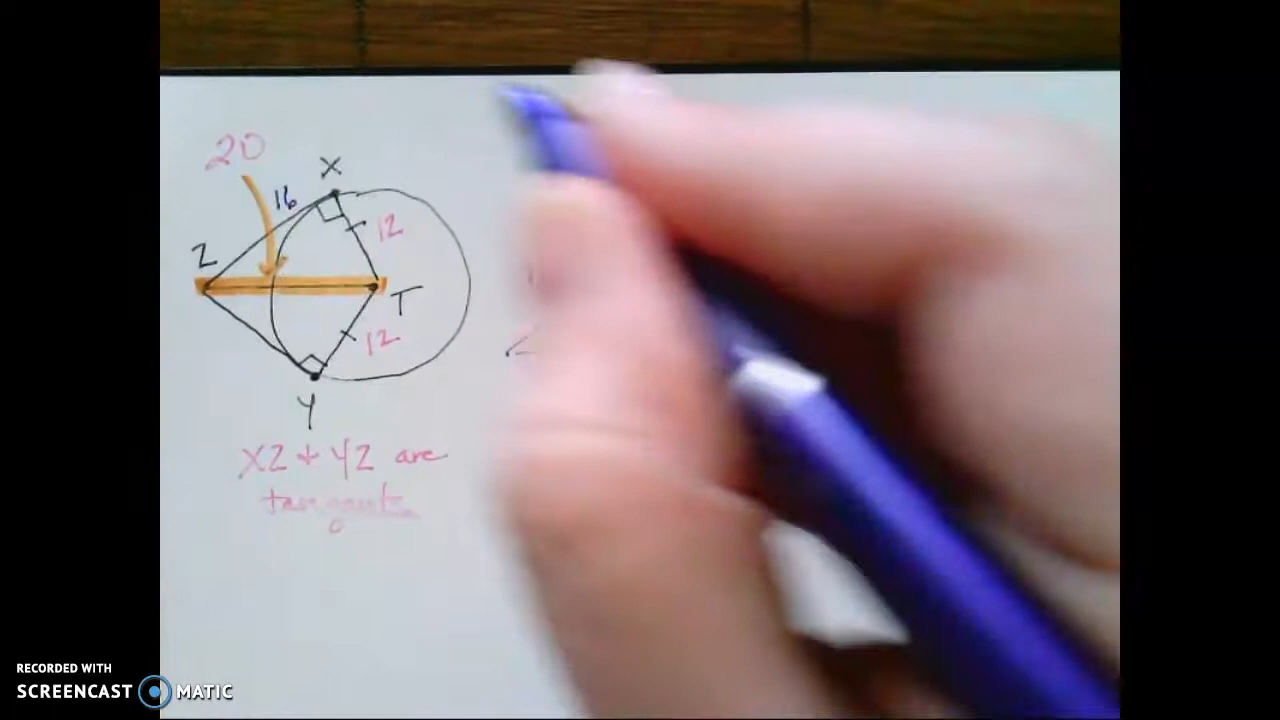 20
X
16
12
Z
T
12
Y
XZ + YZ are
tangents
RECORDED WITH
SCREENCAST MATIC